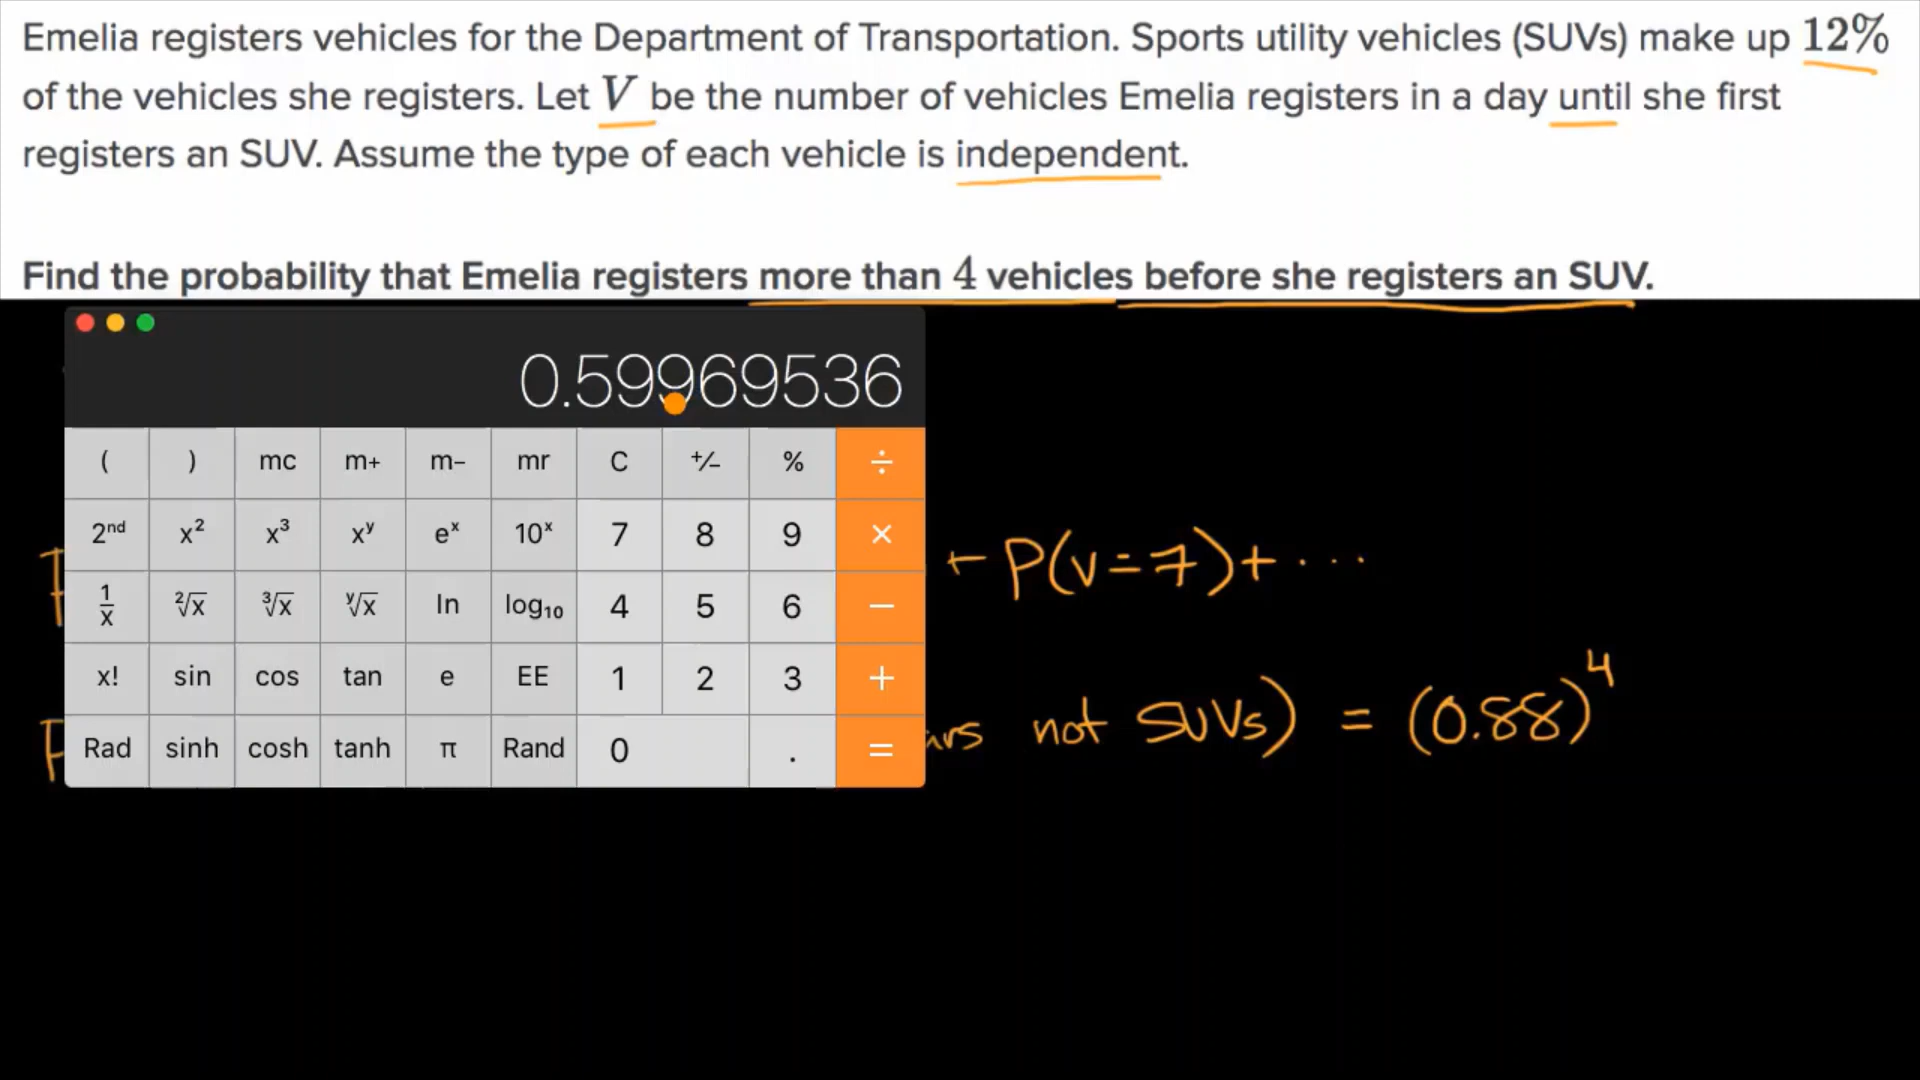 Emelia registers vehicles for the Department of Transportation. Sports utility vehicles (SUVs) make up 12%
of the vehicles she registers. Let V be the number of vehicles Emelia registers in a day until she first
registers an SUV. Assume the type of each vehicle is independent.
Find the probability that Emelia registers more than 4 vehicles before she registers an SUV.
0.59969536
( ) mc m+ m- mr C +/- % ÷
2nd x² x³ xʸ eˣ 10ˣ 7 8 9 ×
1/x ²√x ³√x ʸ√x ln log₁₀ 4 5 6 −
x! sin cos tan e EE 1 2 3 +
Rad sinh cosh tanh π Rand 0 . =
+ P(V=7)+ ...
not SUVs) = (0.88)⁴